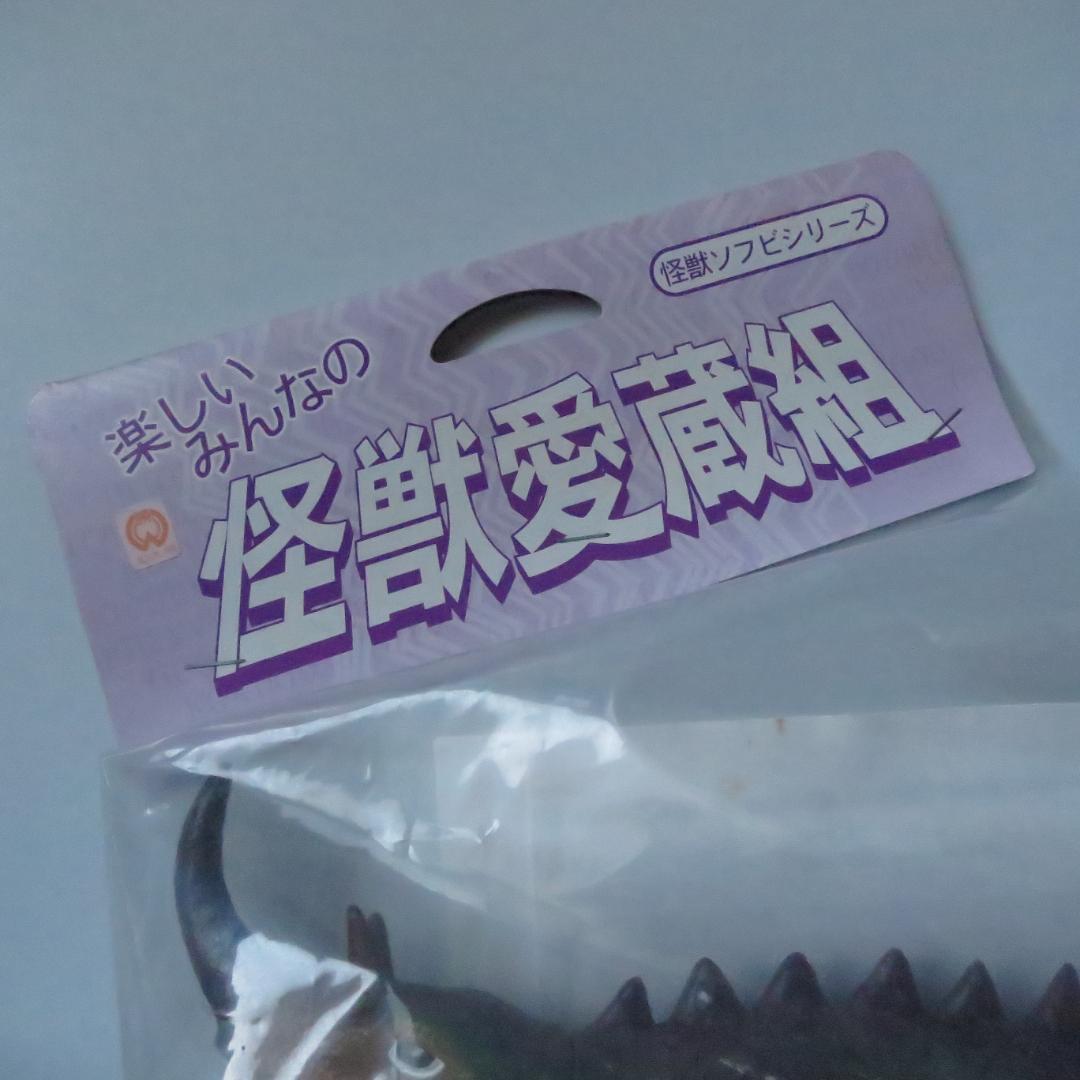 怪獣ソフビシリーズ
楽しい
みんなの
怪獣愛蔵組